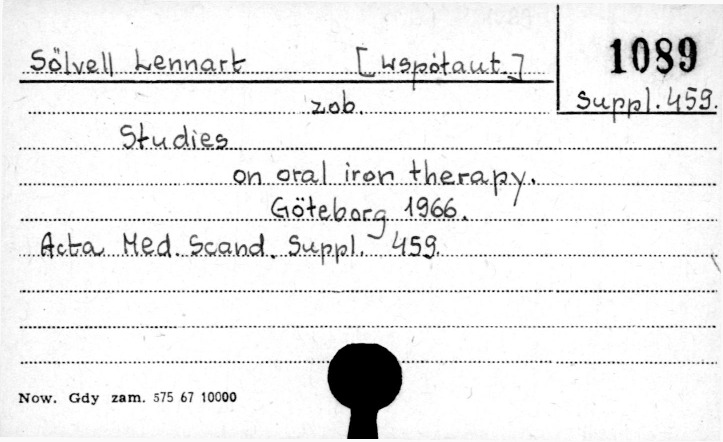 Sölvell Lennart [współaut.] 1089
Suppl. 459.
zob.
Studies
on oral iron therapy.
Göteborg 1966.
Acta Med. Scand. Suppl. 459.
Now. Gdy zam. 575 67 10000